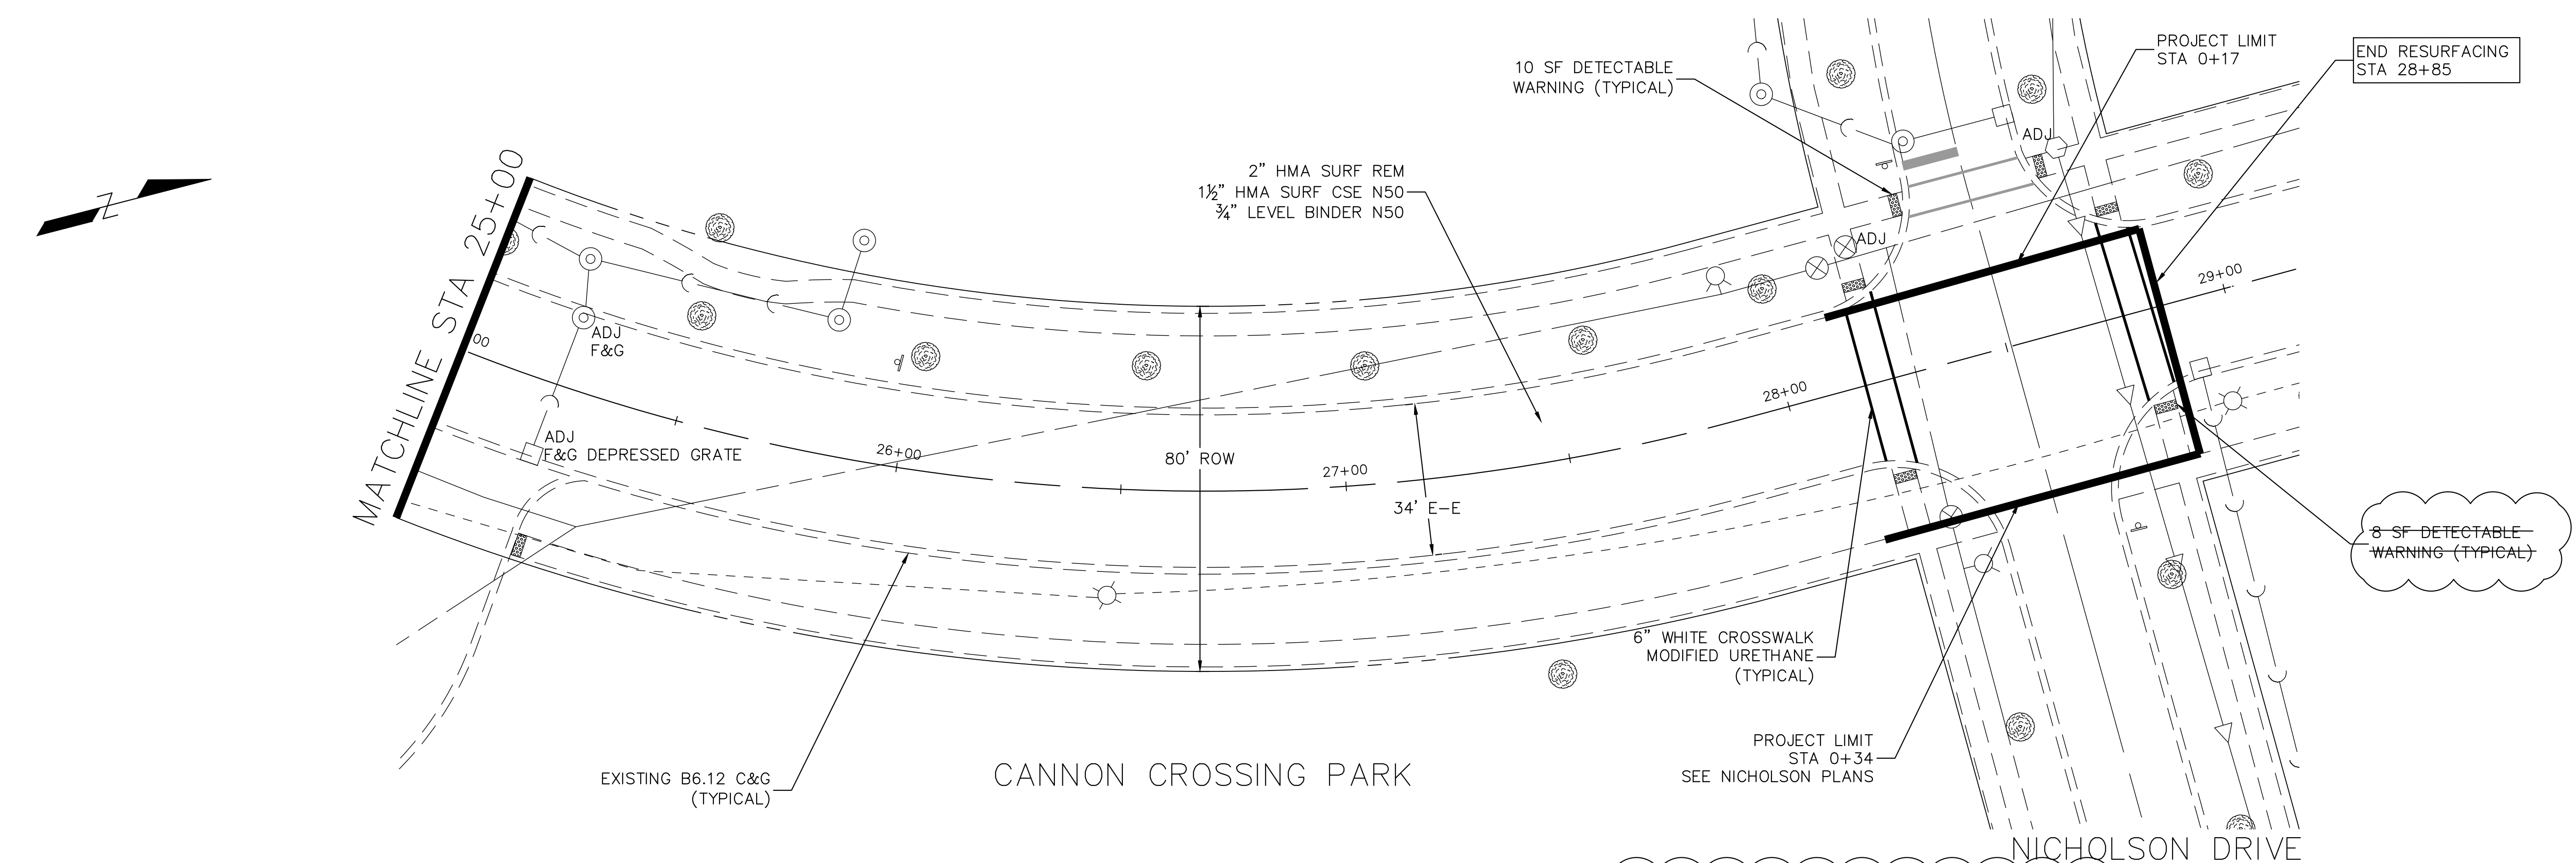 PROJECT LIMIT
STA 0+17
END RESURFACING
STA 28+85
10 SF DETECTABLE
WARNING (TYPICAL)
ADJ
2" HMA SURF REM
1½" HMA SURF CSE N50
¾" LEVEL BINDER N50
N
MATCHLINE STA 25+00
ADJ
29+00
ADJ
F&G
00
28+00
ADJ
F&G DEPRESSED GRATE
26+00
80' ROW
27+00
34' E-E
8 SF DETECTABLE
WARNING (TYPICAL)
6" WHITE CROSSWALK
MODIFIED URETHANE
(TYPICAL)
PROJECT LIMIT
STA 0+34
SEE NICHOLSON PLANS
EXISTING B6.12 C&G
(TYPICAL)
CANNON CROSSING PARK
NICHOLSON DRIVE